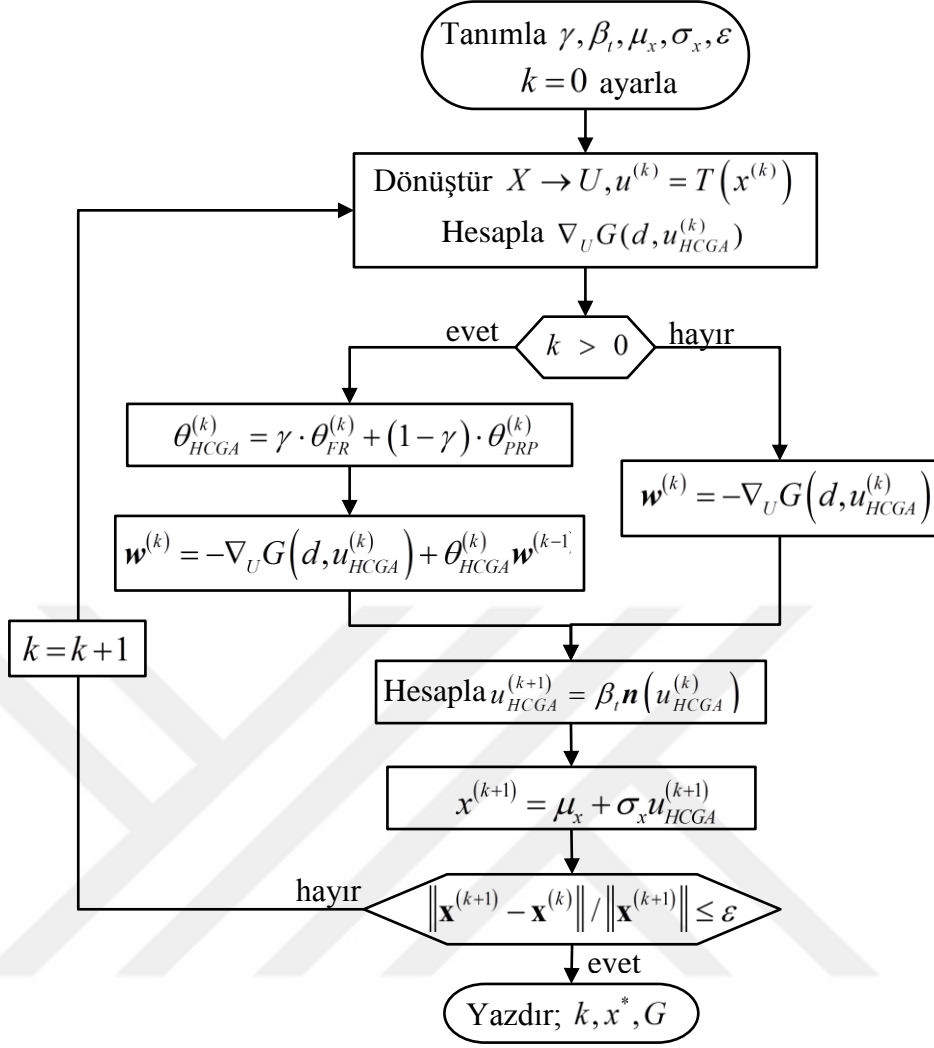 Tanımla γ, β_t, μ_x, σ_x, ε
k = 0 ayarla
Dönüştür X → U, u^(k) = T(x^(k))
Hesapla ∇_U G(d, u_HCGA^(k))
evet
k > 0
hayır
θ_HCGA^(k) = γ · θ_FR^(k) + (1 − γ) · θ_PRP^(k)
w^(k) = −∇_U G(d, u_HCGA^(k))
w^(k) = −∇_U G(d, u_HCGA^(k)) + θ_HCGA^(k) w^(k−1)
k = k + 1
Hesapla u_HCGA^(k+1) = β_t n(u_HCGA^(k))
x^(k+1) = μ_x + σ_x u_HCGA^(k+1)
hayır
‖x^(k+1) − x^(k)‖ / ‖x^(k+1)‖ ≤ ε
evet
Yazdır; k, x^*, G